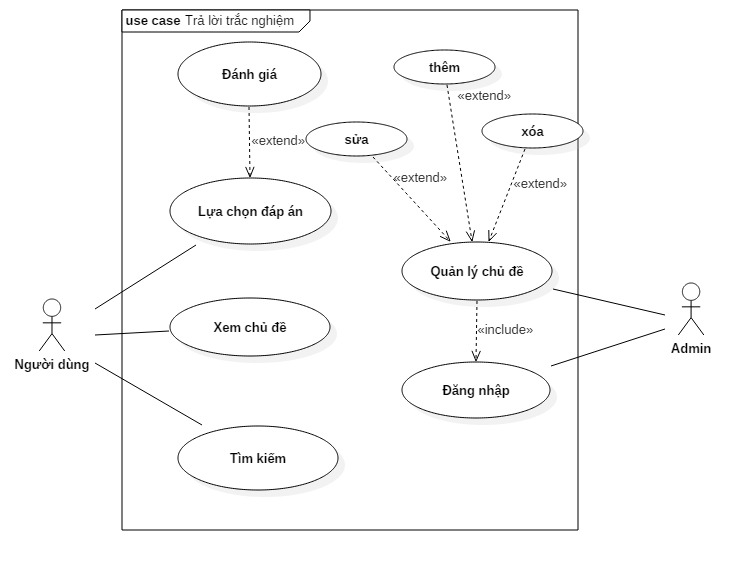 use case Trả lời trắc nghiệm
Đánh giá
thêm
«extend»
xóa
«extend»
sửa
«extend»
«extend»
Lựa chọn đáp án
Quản lý chủ đề
Xem chủ đề
«include»
Admin
Người dùng
Đăng nhập
Tìm kiếm